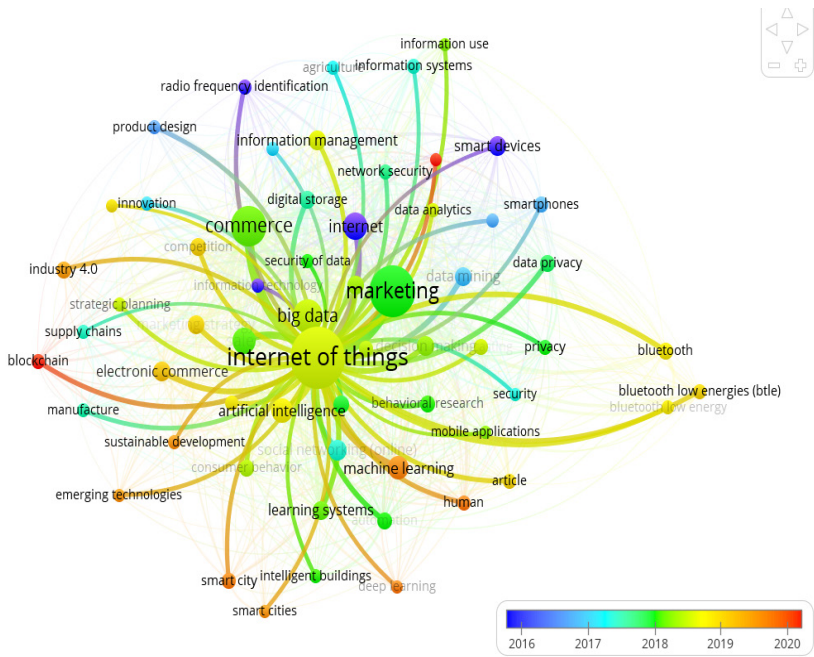 information use
agriculture
information systems
radio frequency identification
product design
information management
smart devices
network security
innovation
digital storage
data analytics
smartphones
commerce
internet
competition
security of data
data privacy
industry 4.0
information technology
data mining
marketing
strategic planning
big data
marketing strategy
supply chains
decision making
privacy
bluetooth
blockchain
internet of things
electronic commerce
bluetooth low energies (btle)
security
manufacture
artificial intelligence
behavioral research
bluetooth low energy
mobile applications
sustainable development
social networking (online)
consumer behavior
machine learning
article
emerging technologies
human
learning systems
automation
smart city
intelligent buildings
deep learning
smart cities
2016
2017
2018
2019
2020